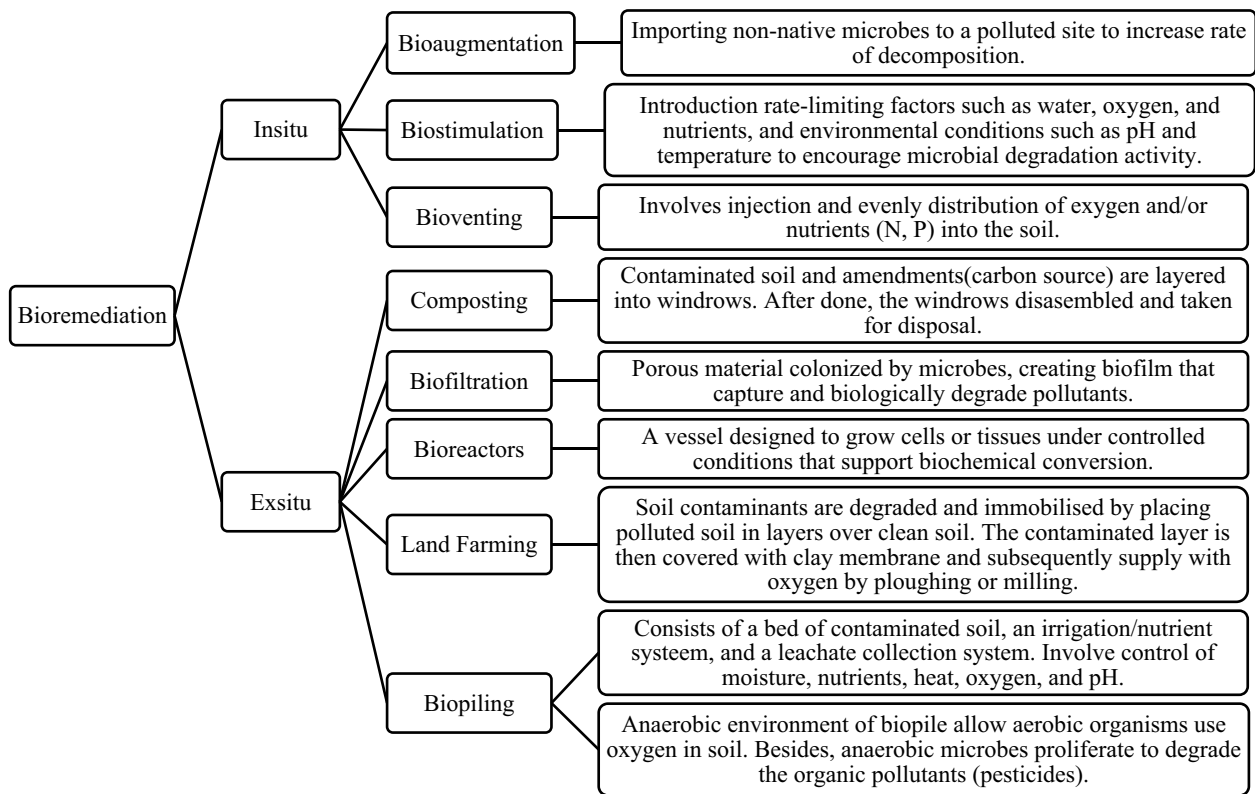 Bioremediation
Insitu
Bioaugmentation
Importing non-native microbes to a polluted site to increase rate
of decomposition.
Biostimulation
Introduction rate-limiting factors such as water, oxygen, and
nutrients, and environmental conditions such as pH and
temperature to encourage microbial degradation activity.
Bioventing
Involves injection and evenly distribution of exygen and/or
nutrients (N, P) into the soil.
Exsitu
Composting
Contaminated soil and amendments(carbon source) are layered
into windrows. After done, the windrows disassembled and taken
for disposal.
Biofiltration
Porous material colonized by microbes, creating biofilm that
capture and biologically degrade pollutants.
Bioreactors
A vessel designed to grow cells or tissues under controlled
conditions that support biochemical conversion.
Land Farming
Soil contaminants are degraded and immobilised by placing
polluted soil in layers over clean soil. The contaminated layer is
then covered with clay membrane and subsequently supply with
oxygen by ploughing or milling.
Biopiling
Consists of a bed of contaminated soil, an irrigation/nutrient
systeem, and a leachate collection system. Involve control of
moisture, nutrients, heat, oxygen, and pH.
Anaerobic environment of biopile allow aerobic organisms use
oxygen in soil. Besides, anaerobic microbes proliferate to degrade
the organic pollutants (pesticides).